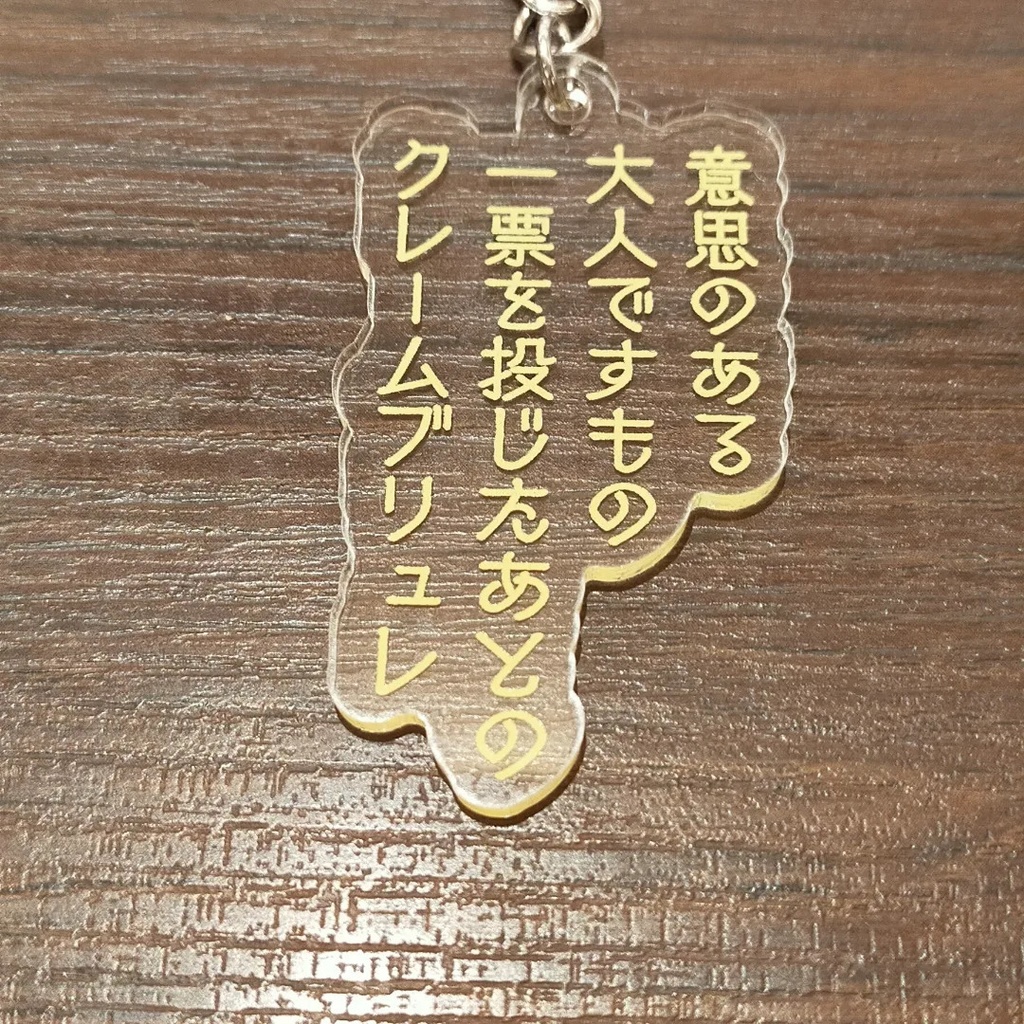 意思のある
大人ですもの
一票を投じたあとの
クレームブリュレ